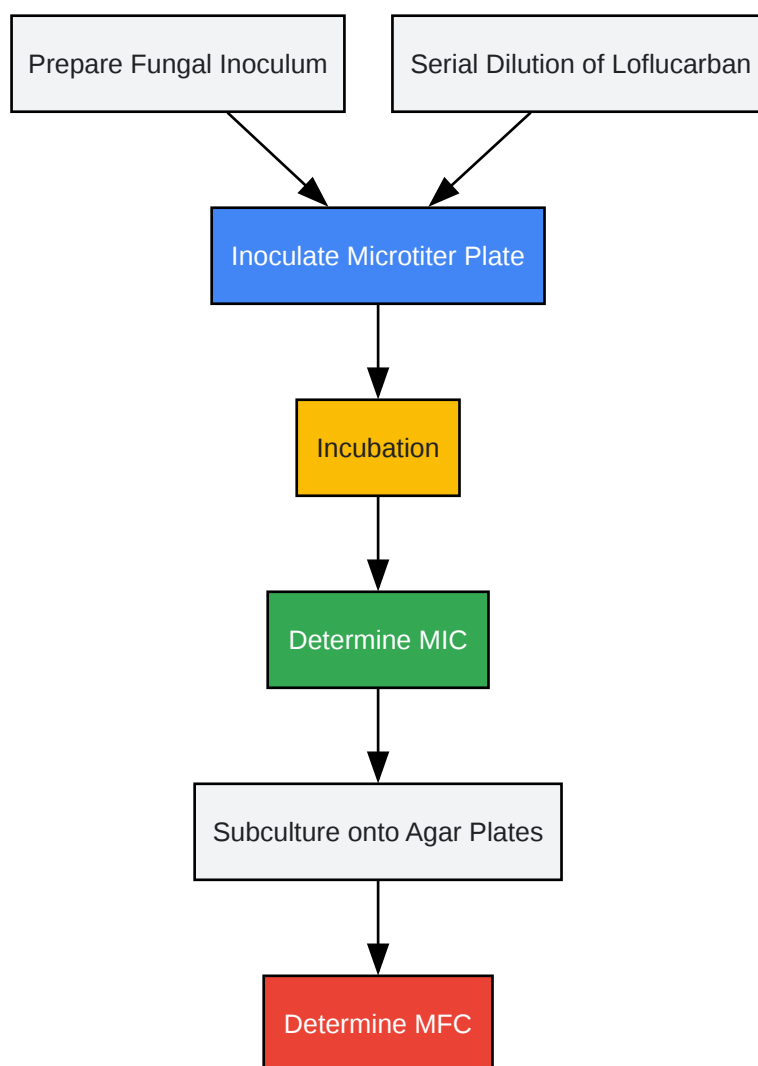 Prepare Fungal Inoculum
Serial Dilution of Loflucarban
Inoculate Microtiter Plate
Incubation
Determine MIC
Subculture onto Agar Plates
Determine MFC